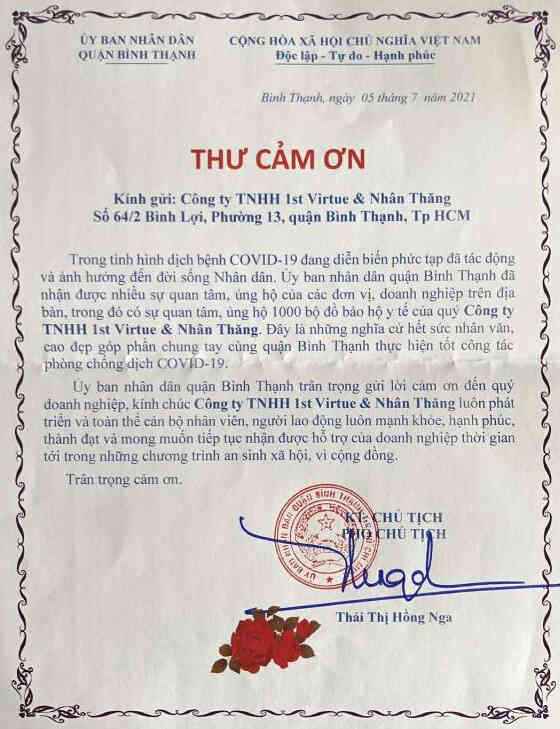 ỦY BAN NHÂN DÂN
QUẬN BÌNH THẠNH
CỘNG HÒA XÃ HỘI CHỦ NGHĨA VIỆT NAM
Độc lập - Tự do - Hạnh phúc
Bình Thạnh, ngày 05 tháng 7 năm 2021
THƯ CẢM ƠN
Kính gửi: Công ty TNHH 1st Virtue & Nhân Thăng
Số 64/2 Bình Lợi, Phường 13, quận Bình Thạnh, Tp HCM
Trong tình hình dịch bệnh COVID-19 đang diễn biến phức tạp đã tác động
và ảnh hưởng đến đời sống Nhân dân. Ủy ban nhân dân quận Bình Thạnh đã
nhận được nhiều sự quan tâm, ủng hộ của các đơn vị, doanh nghiệp trên địa
bàn, trong đó có sự quan tâm, ủng hộ 1000 bộ đồ bảo hộ y tế của quý Công ty
TNHH 1st Virtue & Nhân Thăng. Đây là những nghĩa cử hết sức nhân văn,
cao đẹp góp phần chung tay cùng quận Bình Thạnh thực hiện tốt công tác
phòng chống dịch COVID-19.
Ủy ban nhân dân quận Bình Thạnh trân trọng gửi lời cảm ơn đến quý
doanh nghiệp, kính chúc Công ty TNHH 1st Virtue & Nhân Thăng luôn phát
triển và toàn thể cán bộ nhân viên, người lao động luôn mạnh khỏe, hạnh phúc,
thành đạt và mong muốn tiếp tục nhận được hỗ trợ của doanh nghiệp thời gian
tới trong những chương trình an sinh xã hội, vì cộng đồng.
Trân trọng cảm ơn.
KT. CHỦ TỊCH
PHÓ CHỦ TỊCH
ỦY BAN NHÂN DÂN QUẬN BÌNH THẠNH
Thái Thị Hồng Nga